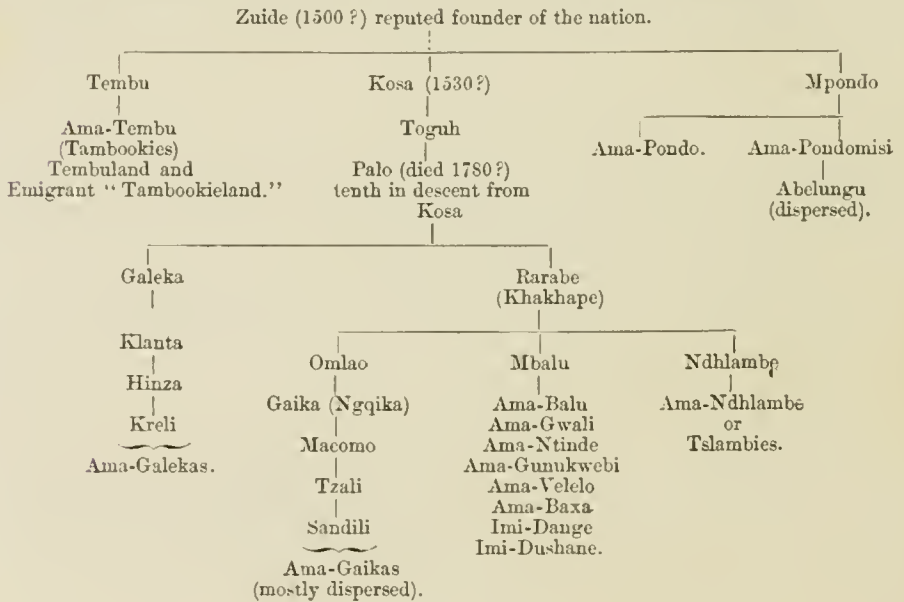 Zuide (1500 ?) reputed founder of the nation.
Tembu
Ama-Tembu
(Tambookies)
Tembuland and
Emigrant “ Tambookieland.”
Kosa (1530 ?)
Toguh
Palo (died 1780 ?)
tenth in descent from
Kosa
Mpondo
Ama-Pondo.
Ama-Pondomisi
Abelungu
(dispersed).
Galeka
Klanta
Hinza
Kreli
Ama-Galekas.
Rarabe
(Khakhape)
Omlao
Gaika (Ngqika)
Macomo
Tzali
Sandili
Ama-Gaikas
(mostly dispersed).
Mbalu
Ama-Balu
Ama-Gwali
Ama-Ntinde
Ama-Gunukwebi
Ama-Velelo
Ama-Baxa
Imi-Dange
Imi-Dushane.
Ndhlambe
Ama-Ndhlambe
or
Tslambies.